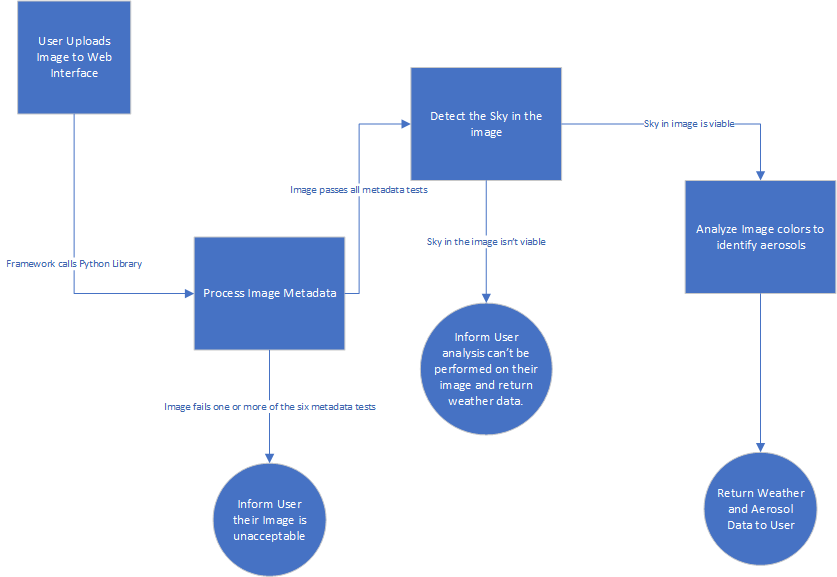 User Uploads
Image to Web
Interface
Detect the Sky in the
image
Sky in image is viable
Image passes all metadata tests
Analyze Image colors to
identify aerosols
Sky in the image isn't viable
Framework calls Python Library
Process Image Metadata
Inform User
analysis can't be
performed on their
image and return
weather data.
Image fails one or more of the six metadata tests
Inform User
their Image is
unacceptable
Return Weather
and Aerosol
Data to User